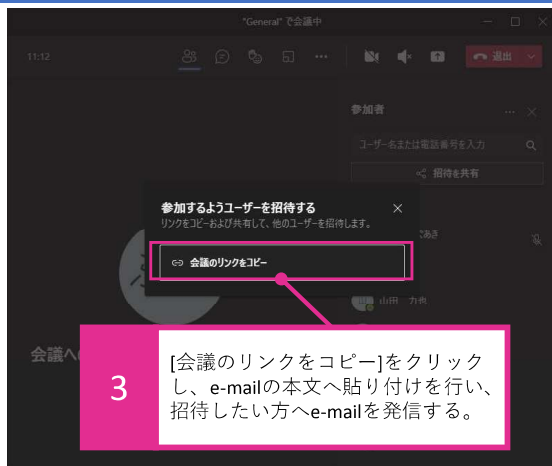 "General" で会議中
11:12
退出
参加者
ユーザー名または電話番号を入力
招待を共有
参加するようユーザーを招待する
リンクをコピーおよび共有して、他のユーザーを招待します。
会議のリンクをコピー
山田 力也
会議へ
3
[会議のリンクをコピー]をクリック
し、e-mailの本文へ貼り付けを行い、
招待したい方へe-mailを発信する。